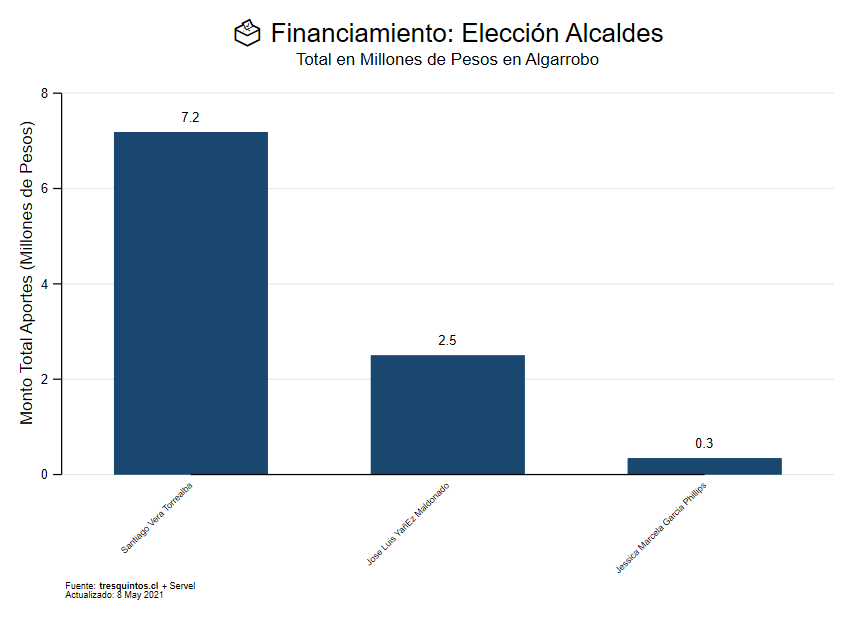 Financiamiento: Elección Alcaldes
Total en Millones de Pesos en Algarrobo
Monto Total Aportes (Millones de Pesos)
8
6
4
2
0
7.2
2.5
0.3
Santiago Vera Torrealba
Jose Luis YañEz Maldonado
Jessica Marcela Garcia Phillips
Fuente: tresquintos.cl + Servel
Actualizado: 8 May 2021